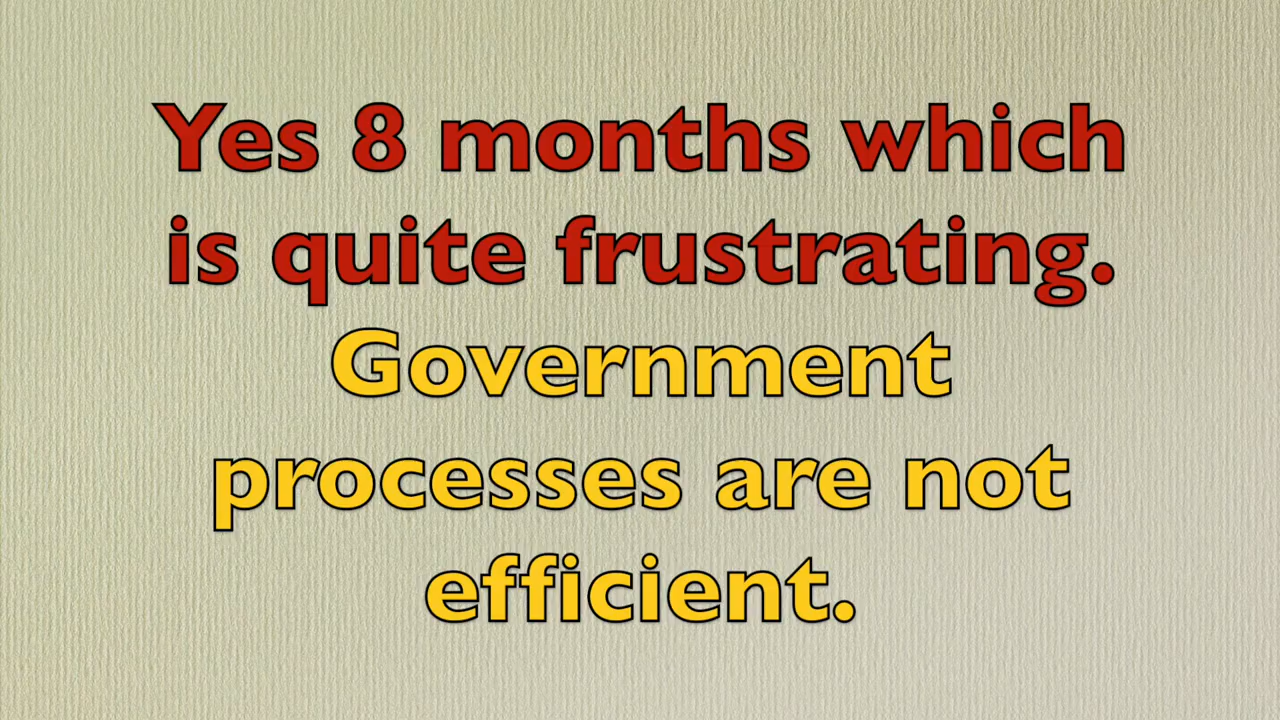 Yes 8 months which
is quite frustrating.
Government
processes are not
efficient.